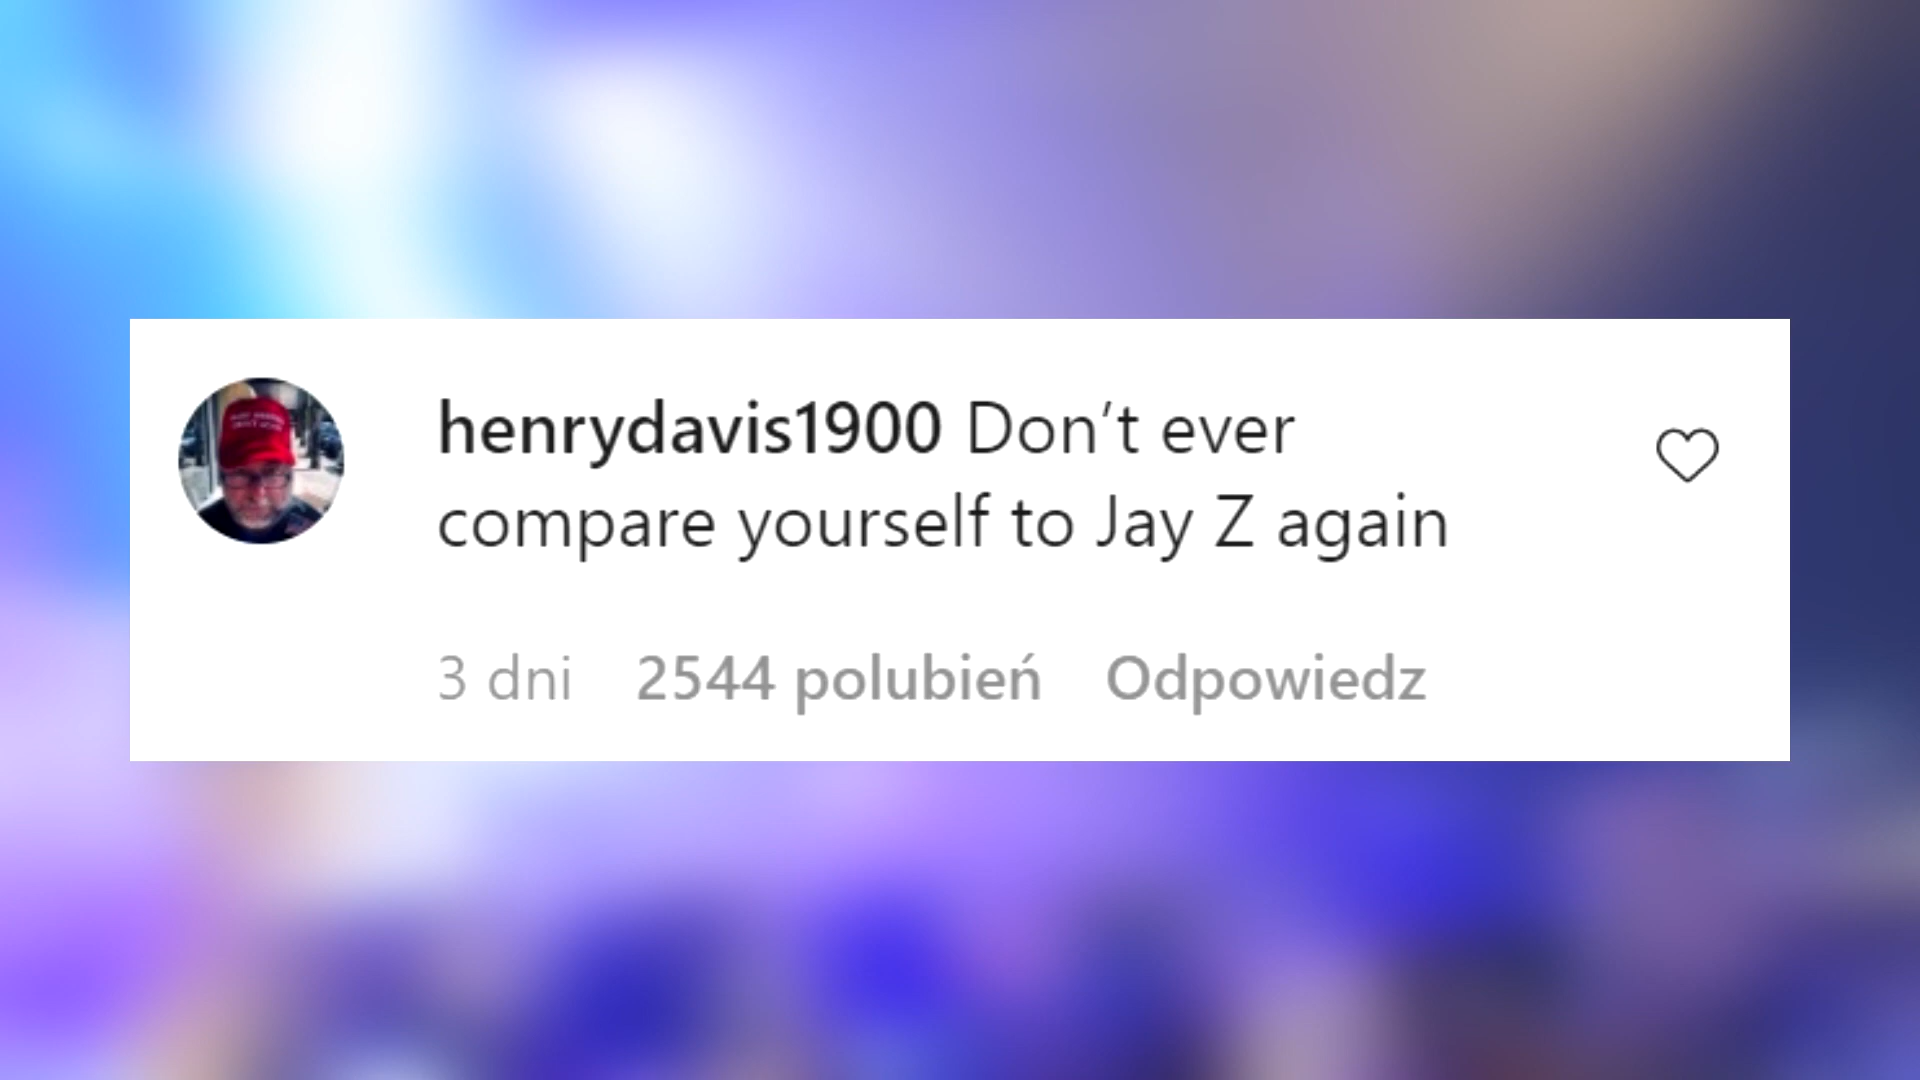 henrydavis1900 Don't ever
compare yourself to Jay Z again
3 dni 2544 polubień Odpowiedz